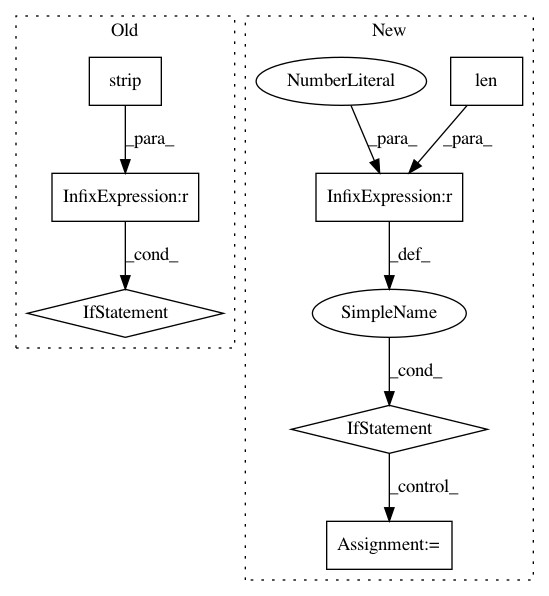 Old
New
strip
NumberLiteral
len
_para_
_para_
_para_
InfixExpression:r
InfixExpression:r
_cond_
_def_
IfStatement
SimpleName
_cond_
IfStatement
_control_
Assignment:=